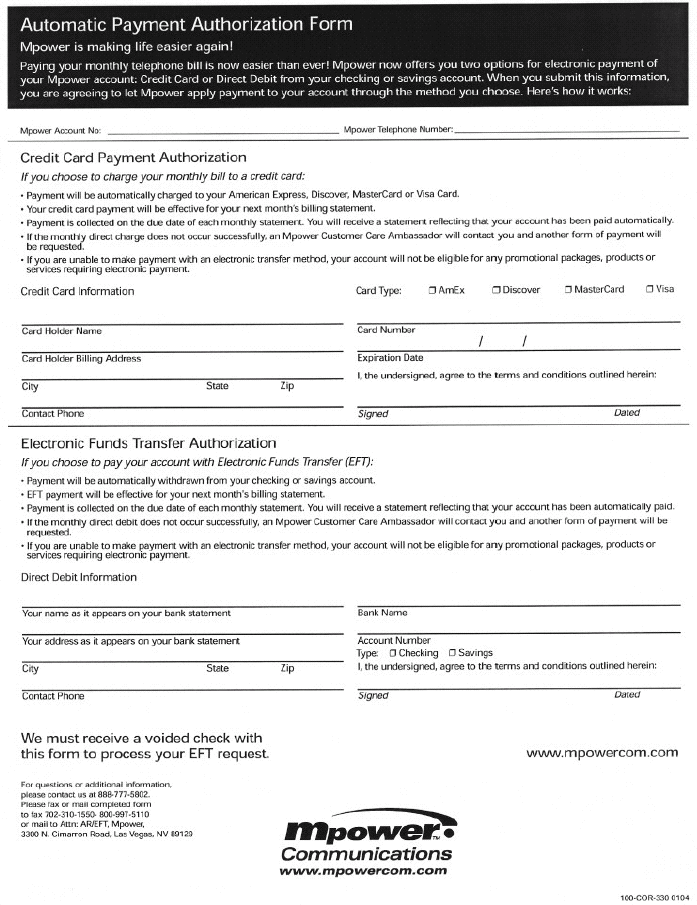 Automatic Payment Authorization Form
Mpower is making life easier again!
Paying your monthly telephone bill is now easier than ever! Mpower now offers you two options for electronic payment of
your Mpower account: Credit Card or Direct Debit from your checking or savings account. When you submit this information,
you are agreeing to let Mpower apply payment to your account through the method you choose. Here's how it works:
Mpower Account No: Mpower Telephone Number:
Credit Card Payment Authorization
If you choose to charge your monthly bill to a credit card:
• Payment will be automatically charged to your American Express, Discover, MasterCard or Visa Card.
• Your credit card payment will be effective for your next month's billing statement.
• Payment is collected on the due date of each monthly statement. You will receive a statement reflecting that your account has been paid automatically.
• If the monthly direct charge does not occur successfully, an Mpower Customer Care Ambassador will contact you and another form of payment will
be requested.
• If you are unable to make payment with an electronic transfer method, your account will not be eligible for any promotional packages, products or
services requiring electronic payment.
Credit Card Information Card Type: ❒ AmEx ❒ Discover ❒ MasterCard ❒ Visa
Card Holder Name Card Number
/ /
Card Holder Billing Address Expiration Date
I, the undersigned, agree to the terms and conditions outlined herein:
City State Zip
Contact Phone Signed Dated
Electronic Funds Transfer Authorization
If you choose to pay your account with Electronic Funds Transfer (EFT):
• Payment will be automatically withdrawn from your checking or savings account.
• EFT payment will be effective for your next month's billing statement.
• Payment is collected on the due date of each monthly statement. You will receive a statement reflecting that your account has been automatically paid.
• If the monthly direct debit does not occur successfully, an Mpower Customer Care Ambassador will contact you and another form of payment will be
requested.
• If you are unable to make payment with an electronic transfer method, your account will not be eligible for any promotional packages, products or
services requiring electronic payment.
Direct Debit Information
Your name as it appears on your bank statement Bank Name
Your address as it appears on your bank statement Account Number
Type: ❒ Checking ❒ Savings
City State Zip I, the undersigned, agree to the terms and conditions outlined herein:
Contact Phone Signed Dated
We must receive a voided check with
this form to process your EFT request. www.mpowercom.com
For questions or additional information,
please contact us at 888-777-5802.
Please fax or mail completed form
to fax 702-310-1550- 800-997-5110
or mail to Attn: AR/EFT, Mpower,
3300 N. Cimarron Road, Las Vegas, NV 89129
mpower TM
Communications
www.mpowercom.com
100-COR-330 0104